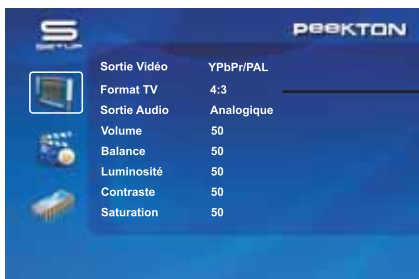 S
SETUP
PEEKTON
Sortie Vidéo YPbPr/PAL
Format TV 4:3
Sortie Audio Analogique
Volume 50
Balance 50
Luminosité 50
Contraste 50
Saturation 50